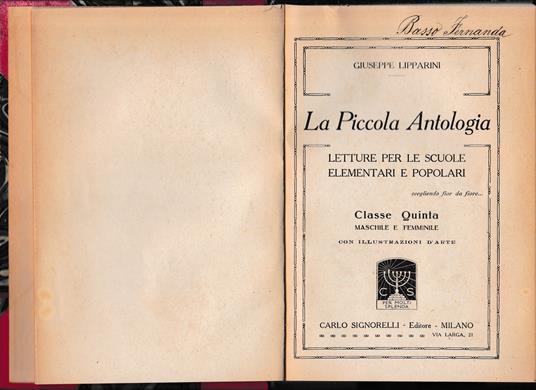 Basso Fernanda
GIUSEPPE LIPPARINI
La Piccola Antologia
LETTURE PER LE SCUOLE
ELEMENTARI E POPOLARI
scegliendo fior da fiore...
Classe Quinta
MASCHILE E FEMMINILE
CON ILLUSTRAZIONI D'ARTE
C S
PER MOLTI
SPLENDA
CARLO SIGNORELLI - Editore - MILANO
VIA LARGA, 21